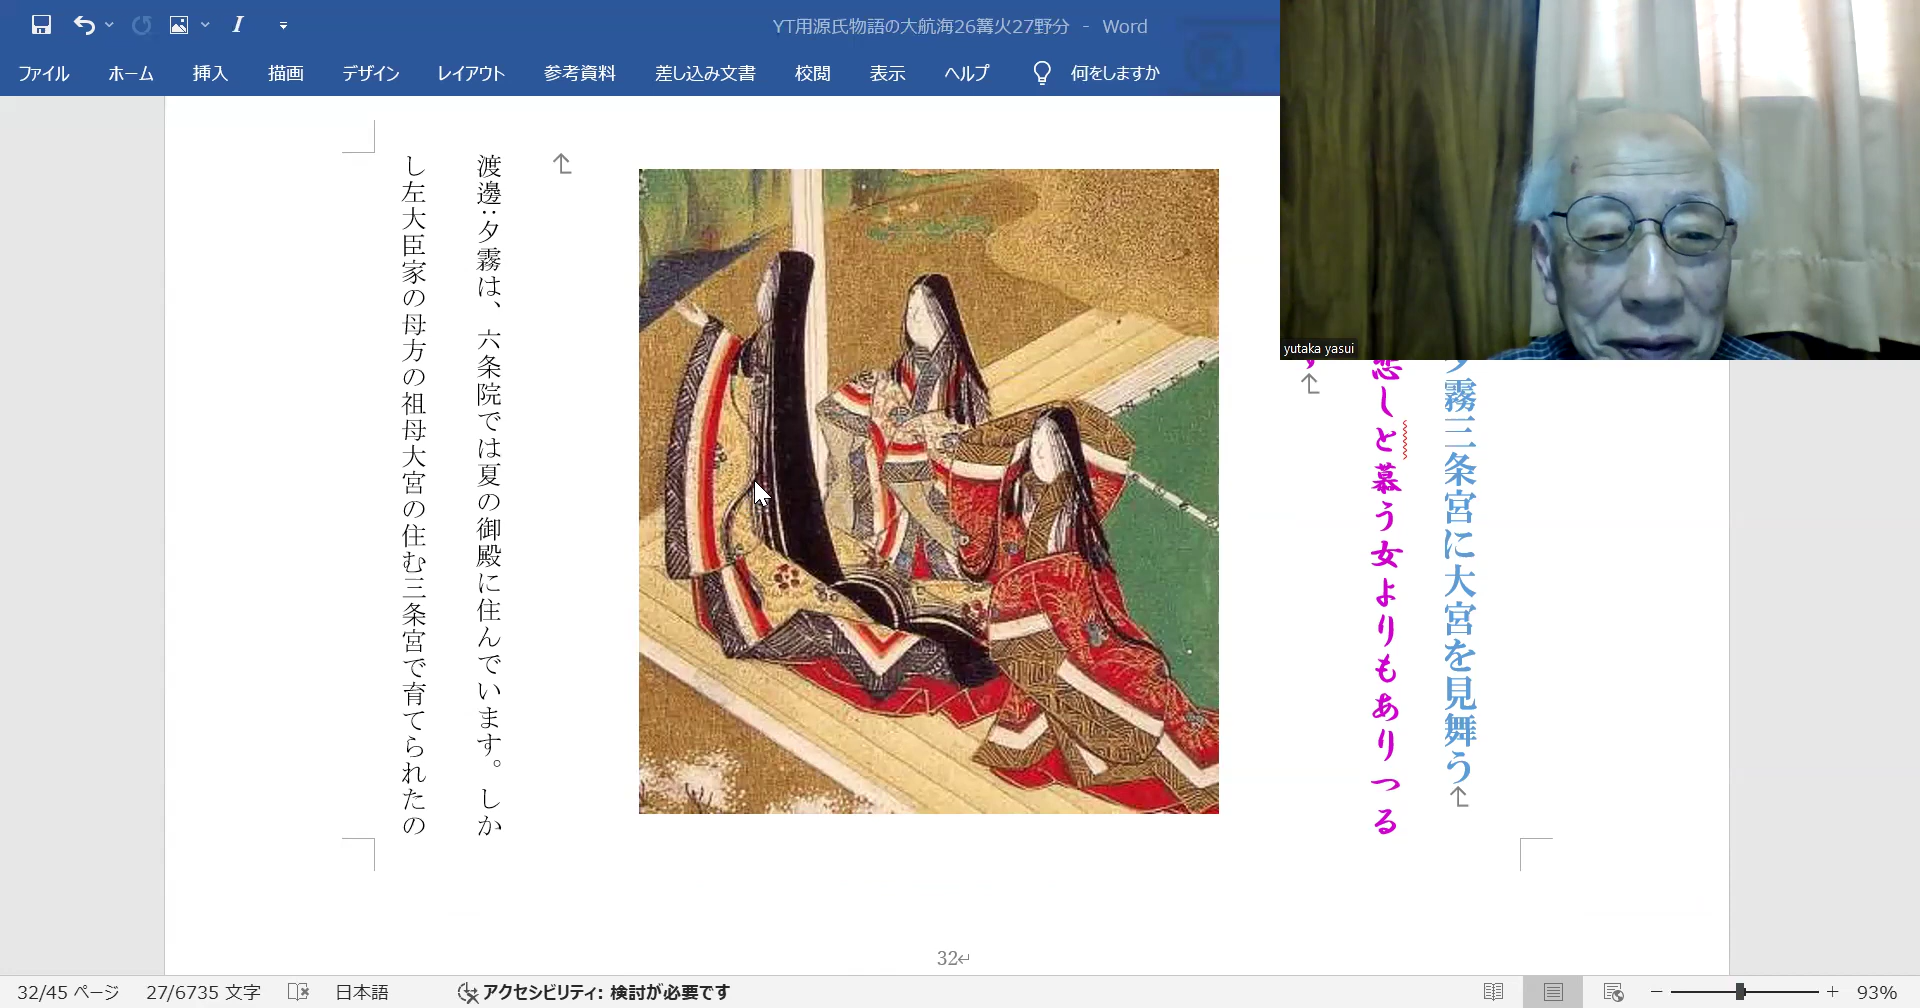 YT用源氏物語の大航海26篝火27野分 - Word
ファイル ホーム 挿入 描画 デザイン レイアウト 参考資料 差し込み文書 校閲 表示 ヘルプ 何をしますか
yutaka yasui
夕霧三条宮に大宮を見舞う
恋しと慕う女よりもありつる
渡邊:夕霧は、六条院では夏の御殿に住んでいます。しか
し左大臣家の母方の祖母大宮の住む三条宮で育てられたの
32
32/45 ページ 27/6735 文字 日本語 アクセシビリティ: 検討が必要です 93%